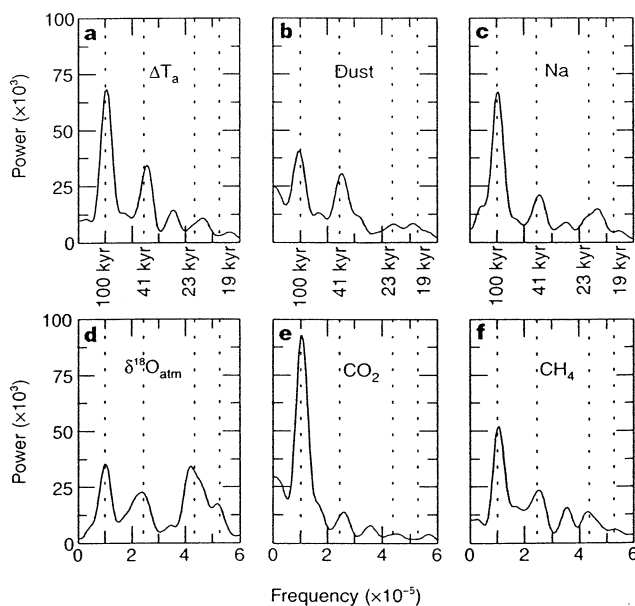 100
75
50
25
0
Power (×10³)
a
ΔTₐ
b
Dust
c
Na
100 kyr
41 kyr
23 kyr
19 kyr
100 kyr
41 kyr
23 kyr
19 kyr
100 kyr
41 kyr
23 kyr
19 kyr
100
75
50
25
0
Power (×10³)
d
δ¹⁸Oatm
e
CO₂
f
CH₄
0 2 4 6 0 2 4 6 0 2 4 6
Frequency (×10⁻⁵)